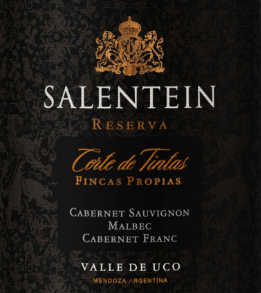 SALENTEIN
RESERVA
Corte de Tintas
FINCAS PROPIAS
CABERNET SAUVIGNON
MALBEC
CABERNET FRANC
VALLE DE UCO
MENDOZA ARGENTINA